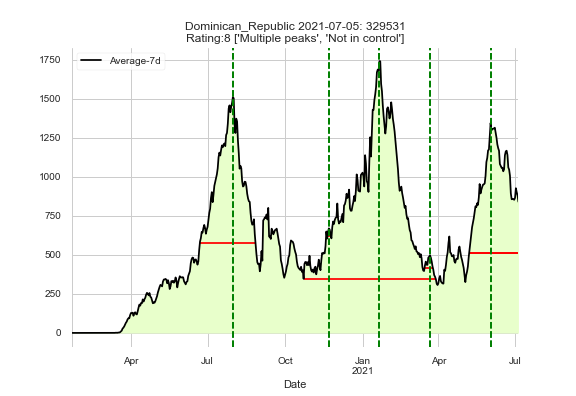 Dominican_Republic 2021-07-05: 329531
Rating:8 ['Multiple peaks', 'Not in control']
Average-7d
1750
1500
1250
1000
750
500
250
0
Apr Jul Oct Jan Apr Jul
2021
Date